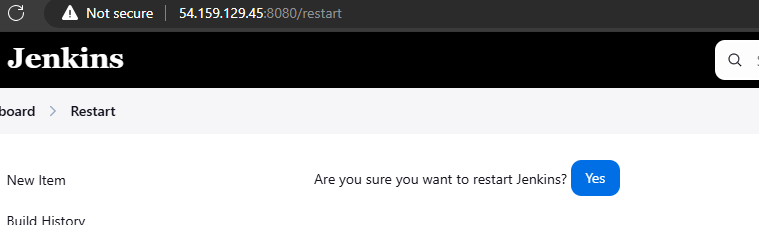 Not secure 54.159.129.45:8080/restart
Jenkins
board > Restart
New Item
Are you sure you want to restart Jenkins? Yes
Build History